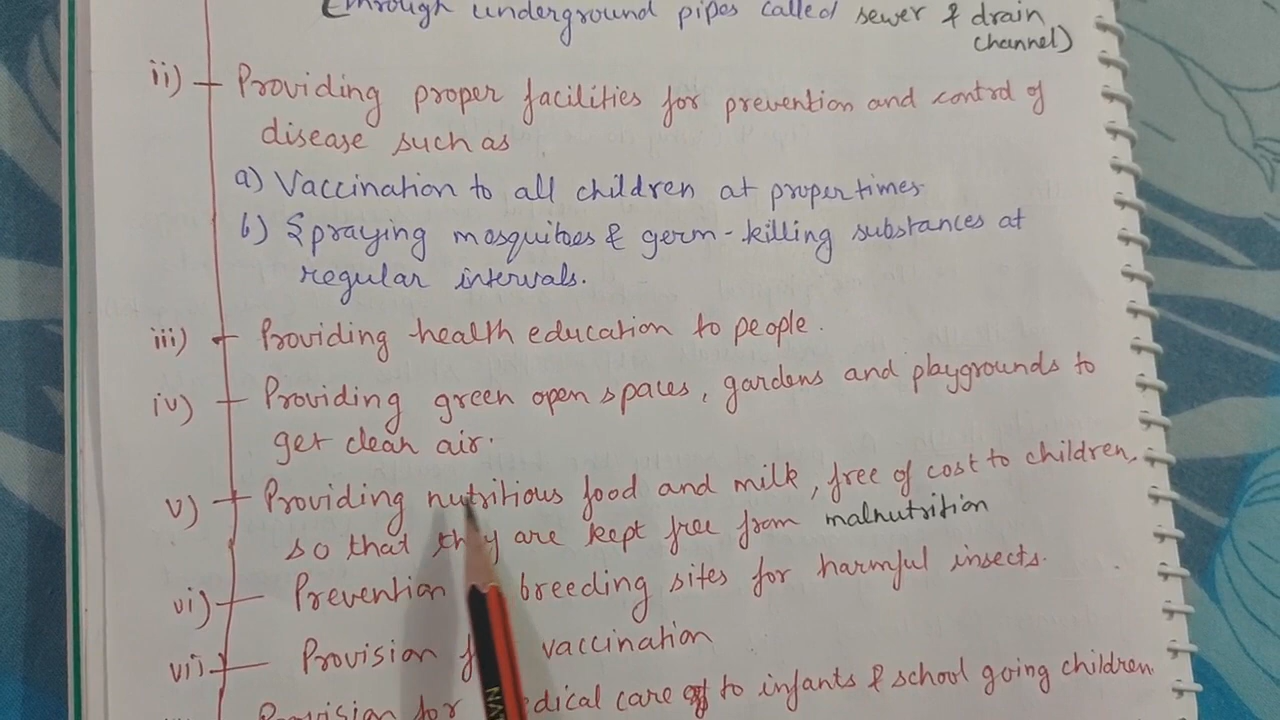 (through underground pipes called sewer & drain
channel)
ii) Providing proper facilities for prevention and control of
disease such as
a) Vaccination to all children at proper times
b) Spraying mosquitoes & germ-killing substances at
regular intervals.
iii) Providing health education to people.
iv) Providing green open spaces, gardens and playgrounds to
get clean air.
v) Providing nutritious food and milk, free of cost to children,
so that they are kept free from malnutrition
vi) Prevention breeding sites for harmful insects.
vii) Provision vaccination
Provision for care to infants & school going children